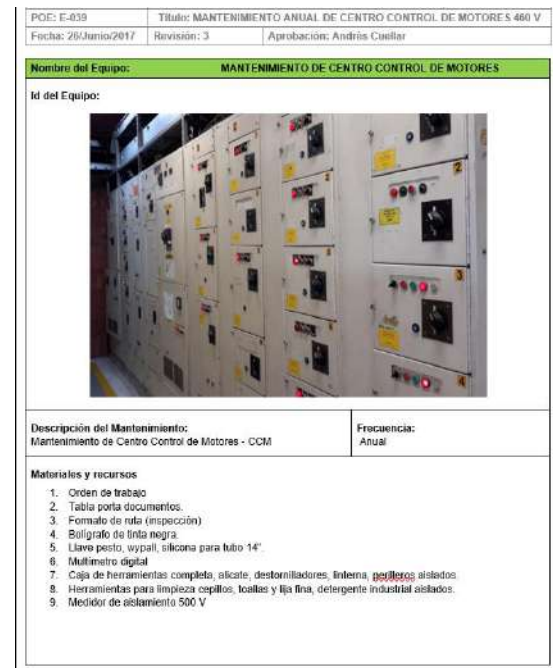 POE: E-039 Título: MANTENIMIENTO ANUAL DE CENTRO CONTROL DE MOTORES 460 V
Fecha: 26/Junio/2017 Revisión: 3 Aprobación: Andrés Cuellar
Nombre del Equipo: MANTENIMIENTO DE CENTRO CONTROL DE MOTORES
Id del Equipo:
2
3
4
Descripción del Mantenimiento:
Mantenimiento de Centro Control de Motores - CCM
Frecuencia:
Anual
Materiales y recursos
1. Orden de trabajo
2. Tabla porta documentos.
3. Formato de ruta (inspección)
4. Bolígrafo de tinta negra.
5. Llave pesto, wypall, silicona para tubo 14".
6. Multímetro digital
7. Caja de herramientas completa, alicate, destornilladores, linterna, perilleros aislados.
8. Herramientas para limpieza cepillos, toallas y lija fina, detergente industrial aislados.
9. Medidor de aislamiento 500 V